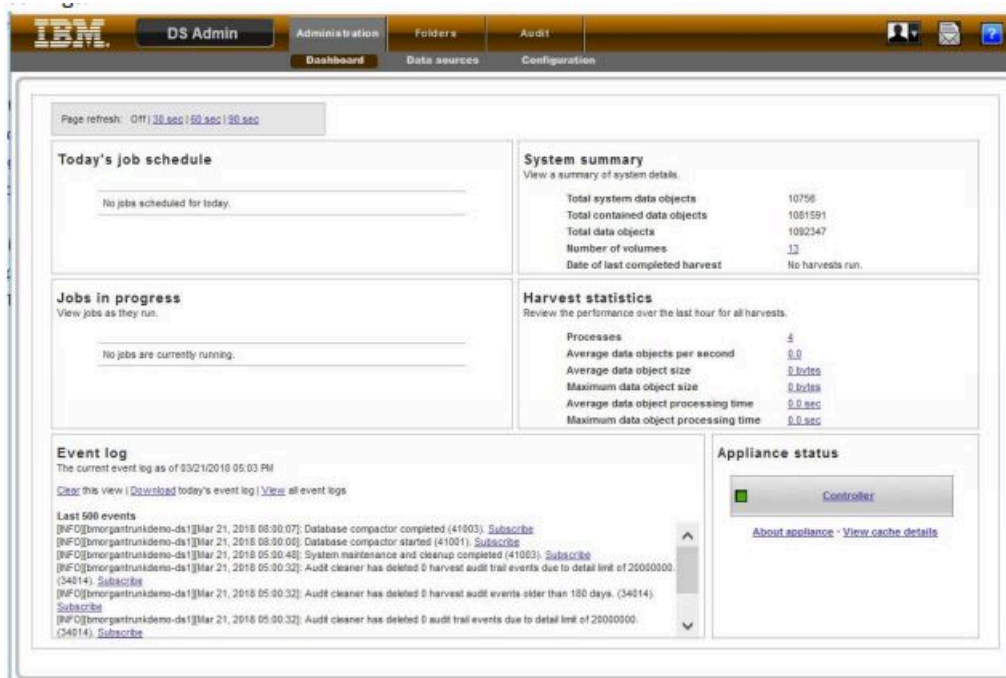 IBM.
DS Admin
Administration
Folders
Audit
Dashboard
Data sources
Configuration
Page refresh: Off | 30 sec | 60 sec | 90 sec
Today's job schedule
No jobs scheduled for today.
System summary
View a summary of system details.
Total system data objects 10756
Total contained data objects 1081591
Total data objects 1092347
Number of volumes 13
Date of last completed harvest No harvests run.
Jobs in progress
View jobs as they run.
No jobs are currently running.
Harvest statistics
Review the performance over the last hour for all harvests.
Processes 4
Average data objects per second 0.0
Average data object size 0 bytes
Maximum data object size 0 bytes
Average data object processing time 0.0 sec
Maximum data object processing time 0.0 sec
Event log
The current event log as of 03/21/2018 05:03 PM
Clear this view | Download today's event log | View all event logs
Last 500 events
[INFO][bmorgantrunkdemo-ds1][Mar 21, 2018 08:00:07]: Database compactor completed (41003). Subscribe
[INFO][bmorgantrunkdemo-ds1][Mar 21, 2018 08:00:00]: Database compactor started (41001). Subscribe
[INFO][bmorgantrunkdemo-ds1][Mar 21, 2018 05:00:48]: System maintenance and cleanup completed (41003). Subscribe
[INFO][bmorgantrunkdemo-ds1][Mar 21, 2018 05:00:32]: Audit cleaner has deleted 0 harvest audit trail events due to detail limit of 20000000.
(34014). Subscribe
[INFO][bmorgantrunkdemo-ds1][Mar 21, 2018 05:00:32]: Audit cleaner has deleted 0 harvest audit events older than 180 days. (34014).
Subscribe
[INFO][bmorgantrunkdemo-ds1][Mar 21, 2018 05:00:32]: Audit cleaner has deleted 0 audit trail events due to detail limit of 20000000.
(34014). Subscribe
Appliance status
Controller
About appliance - View cache details